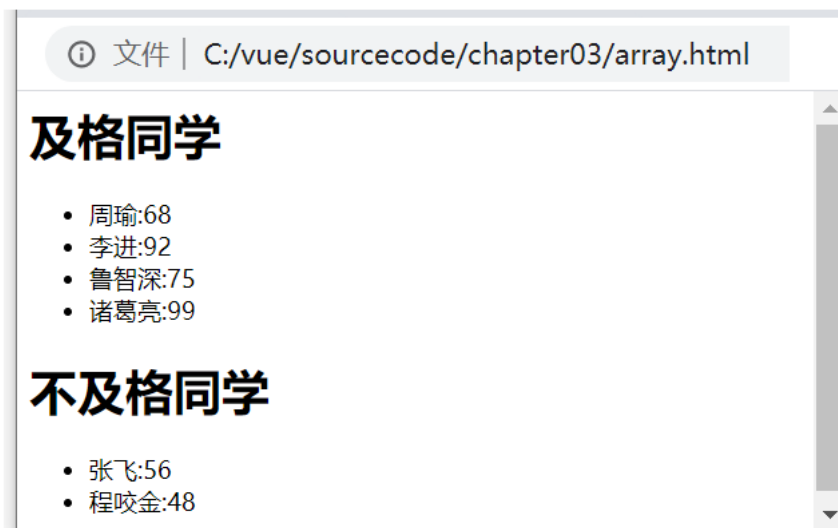 文件 | C:/vue/sourcecode/chapter03/array.html
及格同学
周瑜:68
李进:92
鲁智深:75
诸葛亮:99
不及格同学
张飞:56
程咬金:48